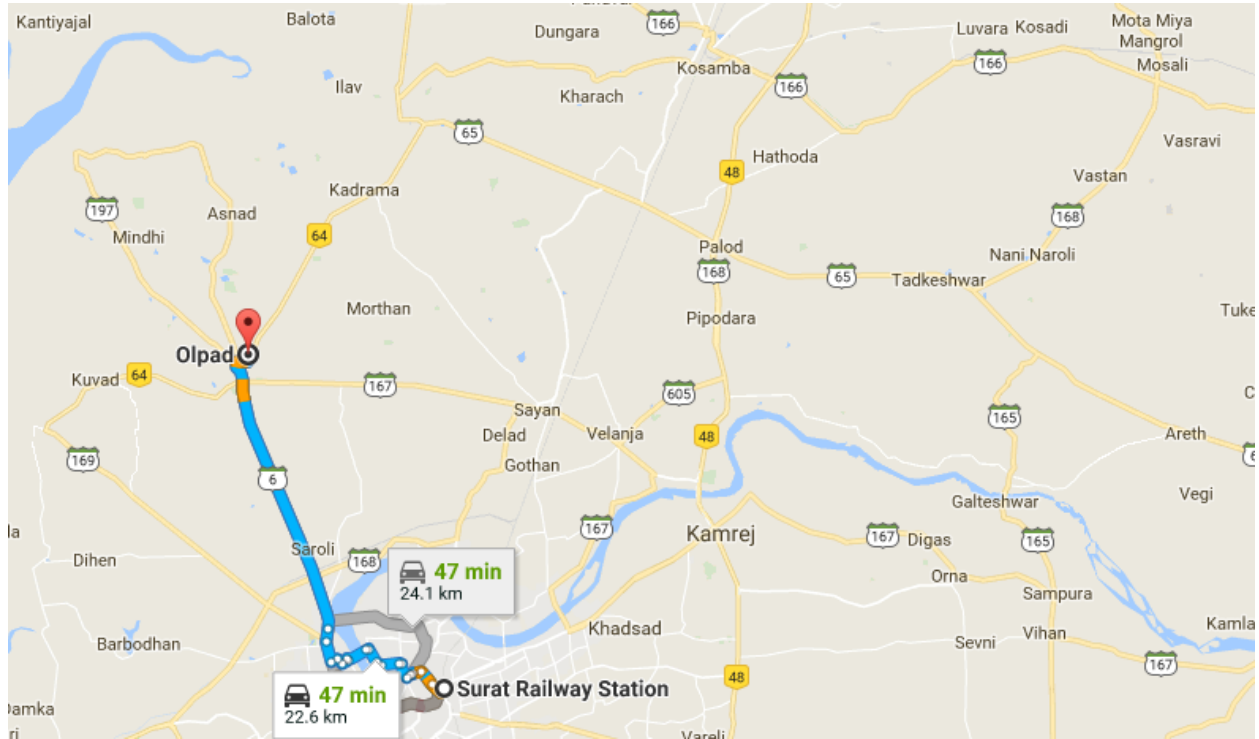 Kantiyajal
Balota
Dungara
166
Luvara
Kosadi
Mota Miya
Mangrol
Mosali
Kosamba
166
166
Ilav
Kharach
65
Vasravi
Hathoda
48
Vastan
Kadrama
197
Asnad
168
Mindhi
64
Palod
Nani Naroli
168
65
Tadkeshwar
Morthan
Pipodara
Tuke
Olpad
Kuvad
64
167
605
Sayan
165
Delad
Velanja
48
Areth
Gothan
169
6
Vegi
Galteshwar
167
Kamrej
167
Digas
165
Saroli
168
Dihen
47 min
24.1 km
Orna
Sampura
Barbodhan
Khadsad
Sevni
Vihan
Kamla
167
47 min
22.6 km
Surat Railway Station
48
Damka
Vareli